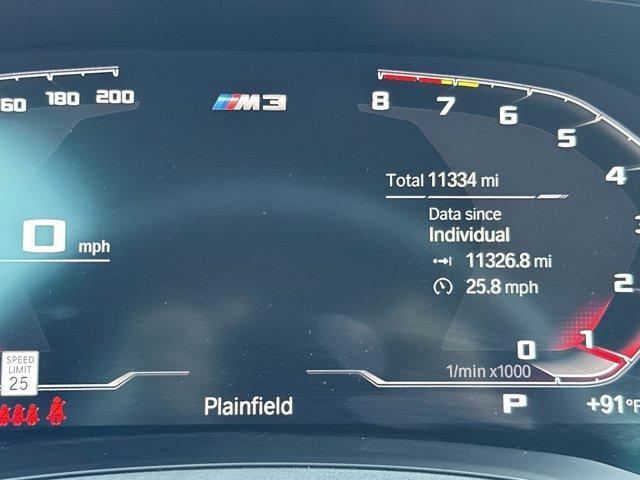 60 180 200
M3
8 7 6 5 4 3 2 1 0
Total 11334 mi
Data since
Individual
11326.8 mi
25.8 mph
0 mph
SPEED
LIMIT
25
1/min x1000
Plainfield
P
+91°F